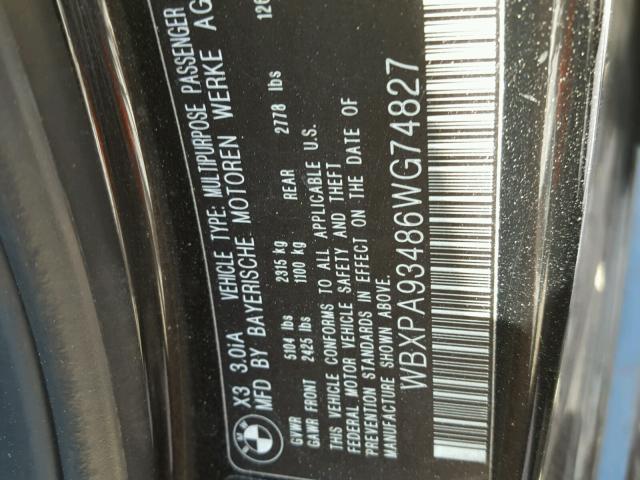 X3 3.0IA VEHICLE TYPE: MULTIPURPOSE PASSENGER
MFD BY BAYERISCHE MOTOREN WERKE AG
BMW
GVWR 5104 lbs 2315 kg
GAWR FRONT 2425 lbs 1100 kg REAR 2778 lbs 126
THIS VEHICLE CONFORMS TO ALL APPLICABLE U.S.
FEDERAL MOTOR VEHICLE SAFETY AND THEFT
PREVENTION STANDARDS IN EFFECT ON THE DATE OF
MANUFACTURE SHOWN ABOVE.
WBXPA93486WG74827